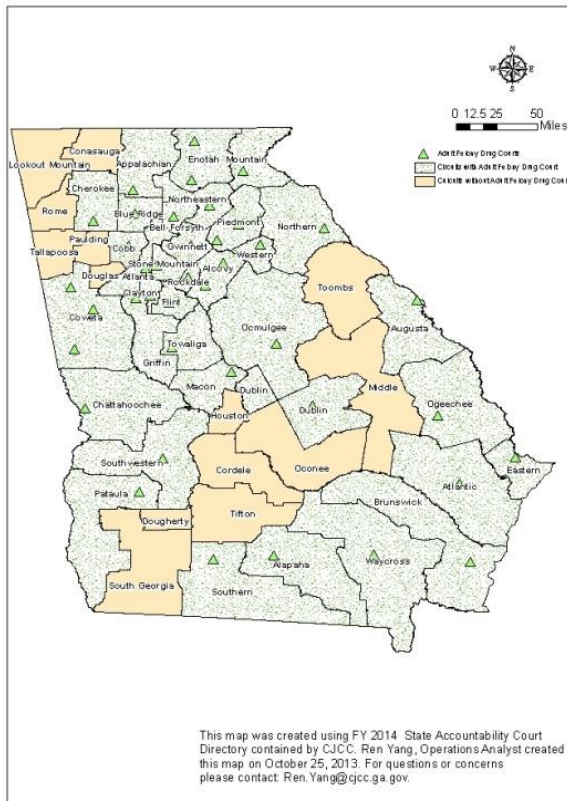 N
W E
S
0 12.5 25 50
Miles
Adult Felony Drug Courts
Circuits with Adult Felony Drug Court
Circuits without Adult Felony Drug Court
Conasauga
Lookout Mountain
Appalachian
Enotah
Mountain
Cherokee
Rome
Blue Ridge
Northeastern
Bell-Forsyth
Piedmont
Northern
Paulding
Tallapoosa
Cobb
Gwinnett
Western
Douglas
Atlanta
Stone Mountain
Rockdale
Alcovy
Toombs
Clayton
Flint
Coweta
Augusta
Ocmulgee
Towaliga
Griffin
Macon
Dublin
Middle
Chattahoochee
Houston
Dublin
Ogeechee
Southwestern
Cordele
Oconee
Eastern
Atlantic
Pataula
Brunswick
Dougherty
Tifton
Waycross
Alapaha
South Georgia
Southern
This map was created using FY 2014 State Accountability Court
Directory contained by CJCC. Ren Yang, Operations Analyst created
this map on October 25, 2013. For questions or concerns
please contact: Ren.Yang@cjcc.ga.gov.